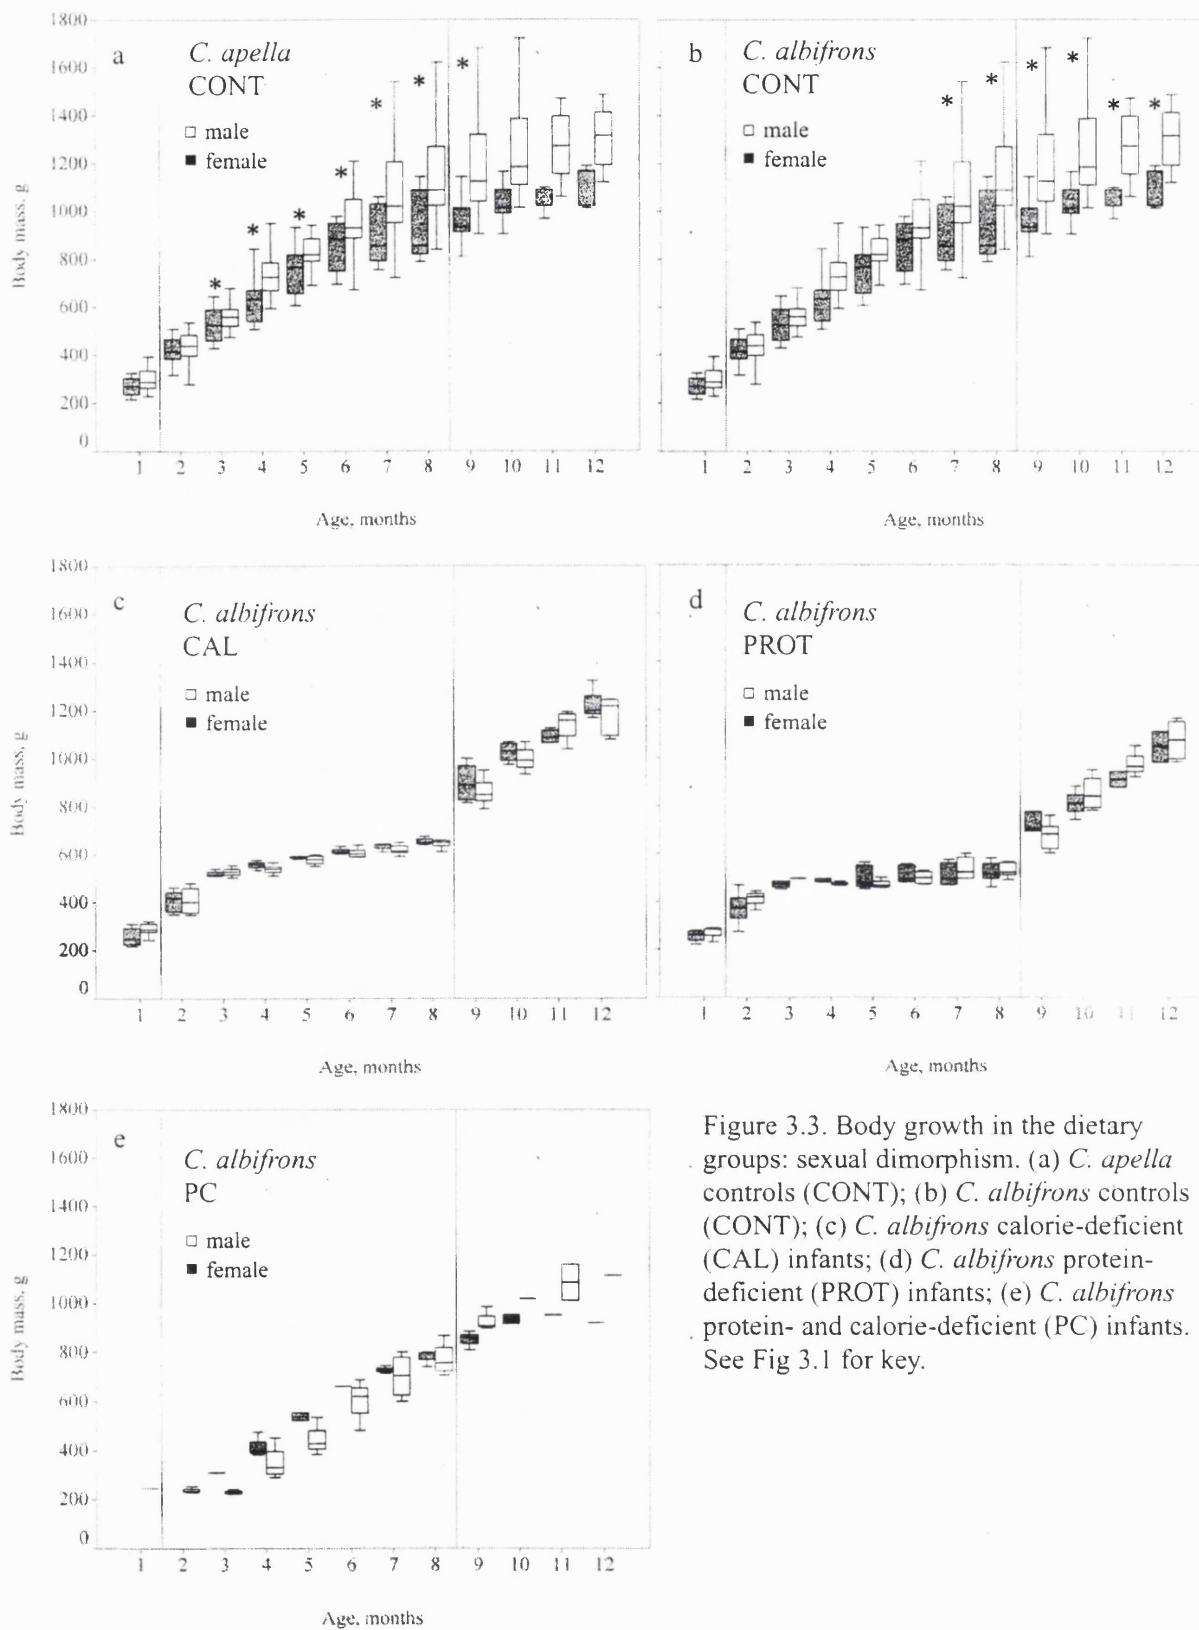 a
C. apella
CONT
□ male
■ female
* * * * * * *
Body mass, g
1800
1600
1400
1200
1000
800
600
400
200
0
1 2 3 4 5 6 7 8 9 10 11 12
Age, months
b
C. albifrons
CONT
□ male
■ female
* * * * * *
1 2 3 4 5 6 7 8 9 10 11 12
Age, months
c
C. albifrons
CAL
□ male
■ female
Body mass, g
1800
1600
1400
1200
1000
800
600
400
200
0
1 2 3 4 5 6 7 8 9 10 11 12
Age, months
d
C. albifrons
PROT
□ male
■ female
1 2 3 4 5 6 7 8 9 10 11 12
Age, months
e
C. albifrons
PC
□ male
■ female
Body mass, g
1800
1600
1400
1200
1000
800
600
400
200
0
1 2 3 4 5 6 7 8 9 10 11 12
Age, months
Figure 3.3. Body growth in the dietary
groups: sexual dimorphism. (a) C. apella
controls (CONT); (b) C. albifrons controls
(CONT); (c) C. albifrons calorie-deficient
(CAL) infants; (d) C. albifrons protein-
deficient (PROT) infants; (e) C. albifrons
protein- and calorie-deficient (PC) infants.
See Fig 3.1 for key.